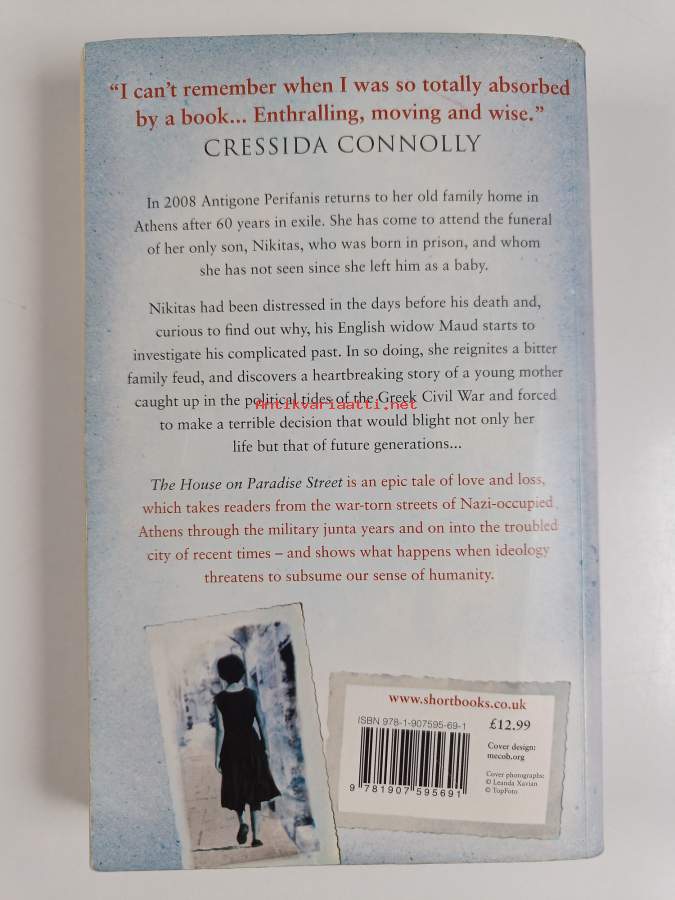 “I can’t remember when I was so totally absorbed
by a book... Enthralling, moving and wise.”
CRESSIDA CONNOLLY
In 2008 Antigone Perifanis returns to her old family home in
Athens after 60 years in exile. She has come to attend the funeral
of her only son, Nikitas, who was born in prison, and whom
she has not seen since she left him as a baby.
Nikitas had been distressed in the days before his death and,
curious to find out why, his English widow Maud starts to
investigate his complicated past. In so doing, she reignites a bitter
family feud, and discovers a heartbreaking story of a young mother
caught up in the political tides of the Greek Civil War and forced
Antikvariaatti.net
to make a terrible decision that would blight not only her
life but that of future generations...
The House on Paradise Street is an epic tale of love and loss,
which takes readers from the war-torn streets of Nazi-occupied
Athens through the military junta years and on into the troubled
city of recent times – and shows what happens when ideology
threatens to subsume our sense of humanity.
www.shortbooks.co.uk
ISBN 978-1-907595-69-1
£12.99
Cover design:
mecob.org
Cover photographs:
© Leanda Xavian
© TopFoto
9 781907 595691